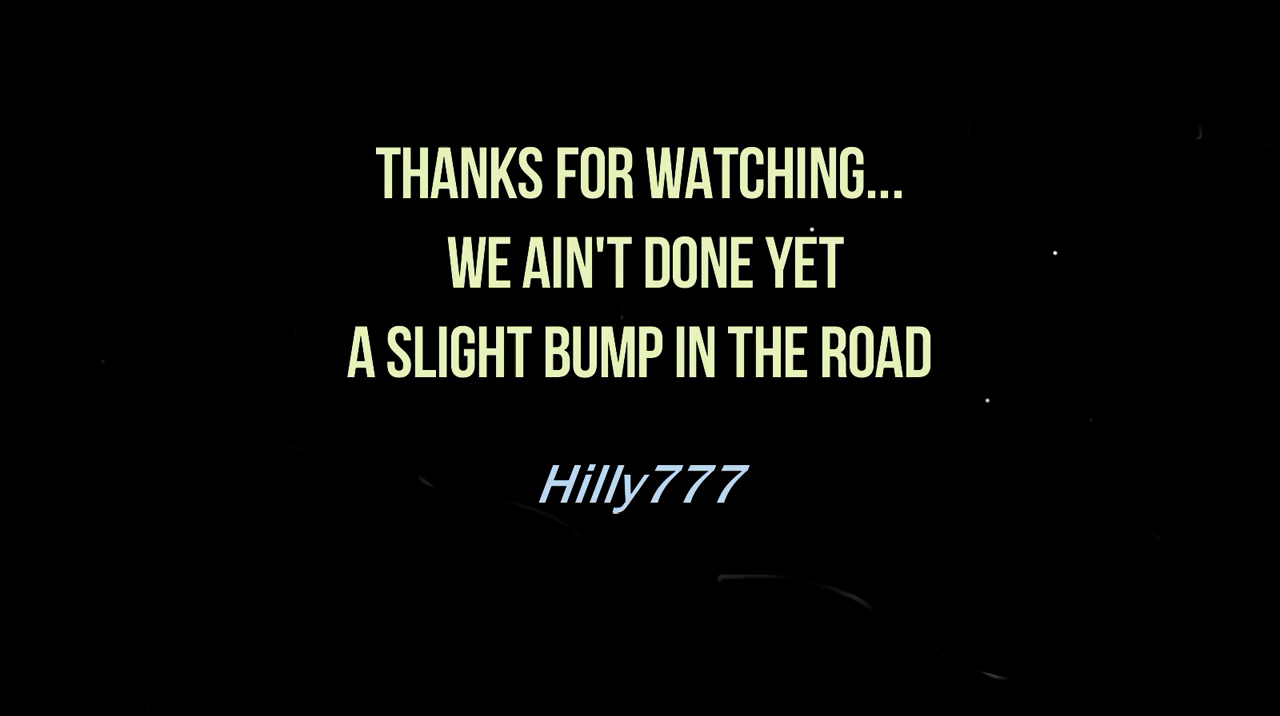 THANKS FOR WATCHING...
WE AIN'T DONE YET
A SLIGHT BUMP IN THE ROAD
Hilly777